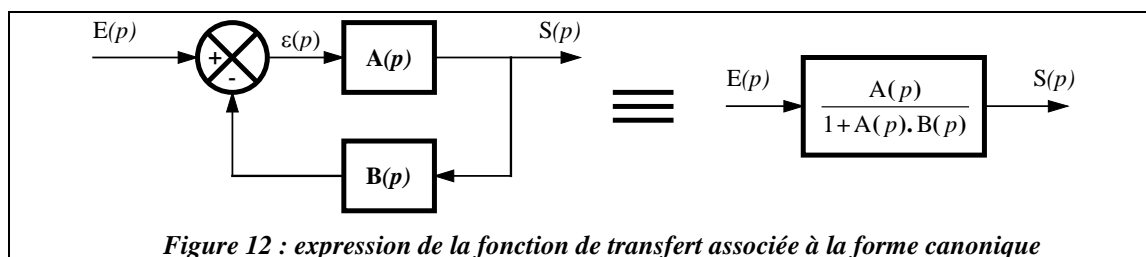 E(p)
+
-
ε(p)
A(p)
S(p)
B(p)
E(p)
A(p)
1+A(p).B(p)
S(p)
Figure 12 : expression de la fonction de transfert associée à la forme canonique